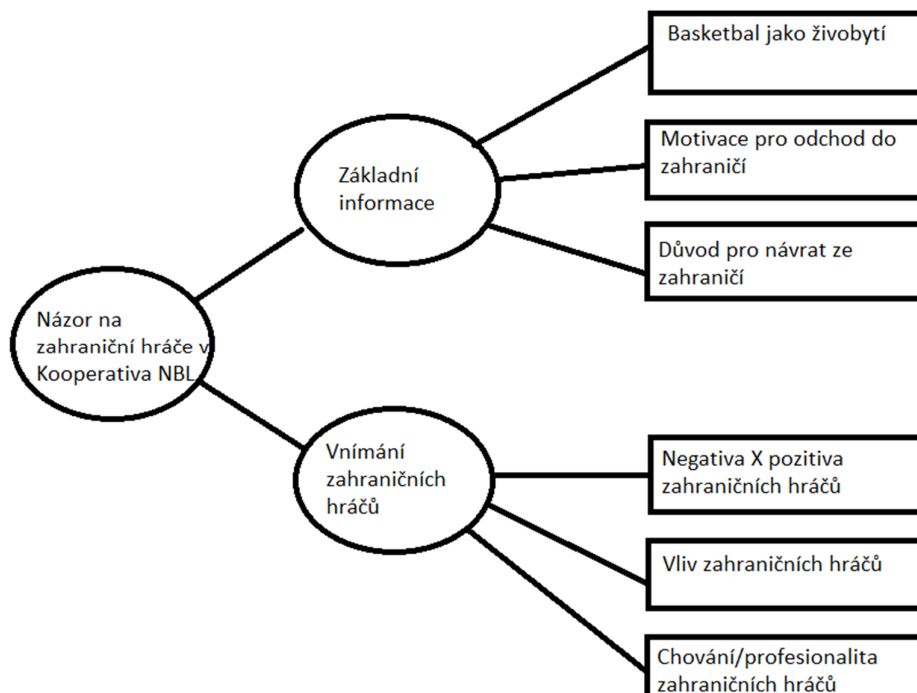 Basketbal jako živobytí
Motivace pro odchod do
zahraničí
Základní
informace
Důvod pro návrat ze
zahraničí
Názor na
zahraniční hráče v
Kooperativa NBL
Vnímání
zahraničních
hráčů
Negativa X pozitiva
zahraničních hráčů
Vliv zahraničních hráčů
Chování/profesionalita
zahraničních hráčů